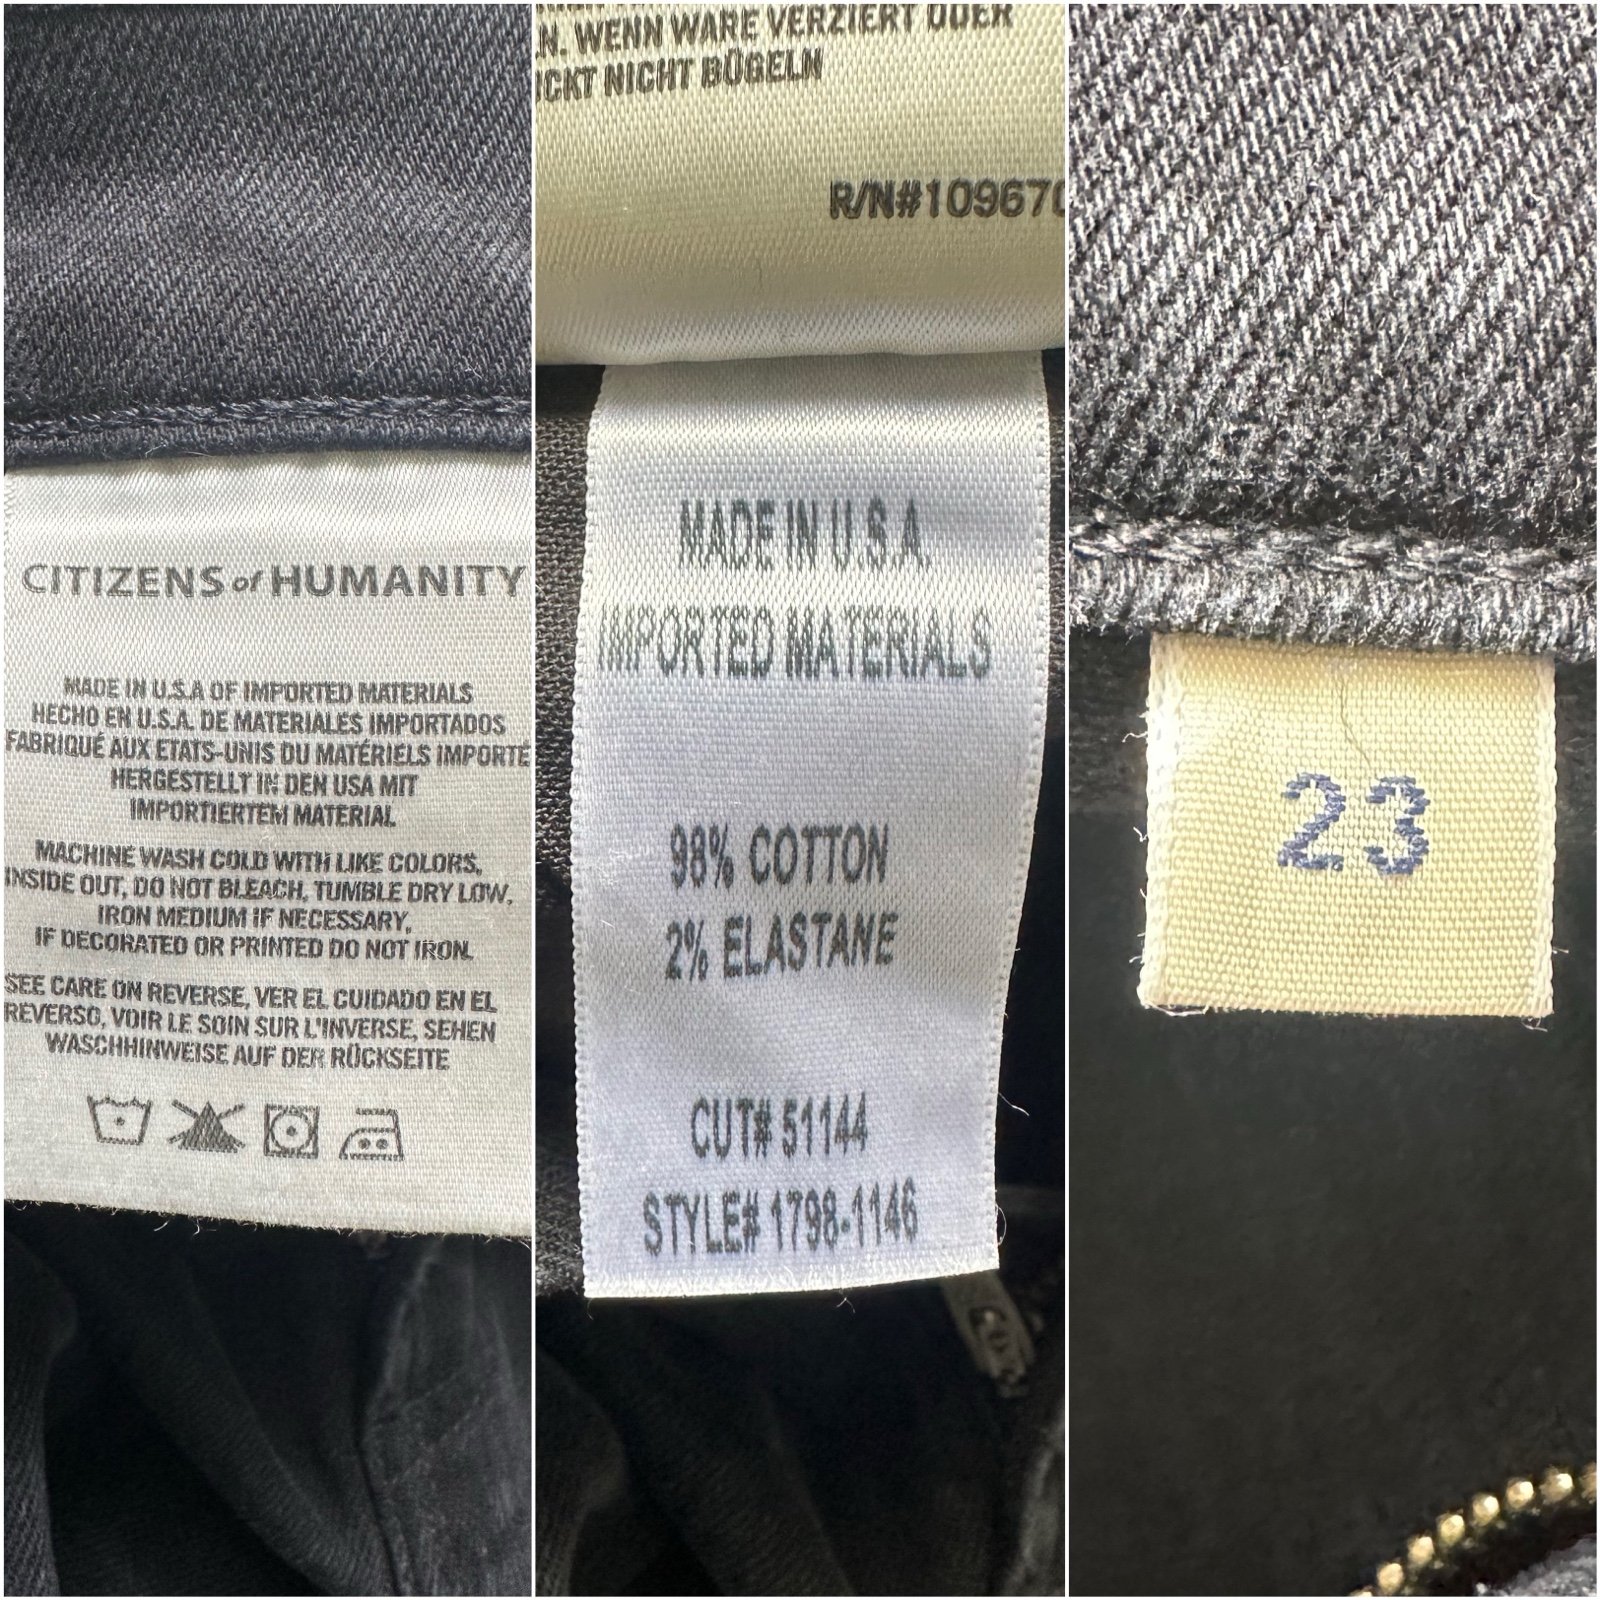 CITIZENS of HUMANITY
MADE IN U.S.A OF IMPORTED MATERIALS
HECHO EN U.S.A. DE MATERIALES IMPORTADOS
FABRIQUÉ AUX ETATS-UNIS DU MATÉRIELS IMPORTÉ
HERGESTELLT IN DEN USA MIT
IMPORTIERTEM MATERIAL
MACHINE WASH COLD WITH LIKE COLORS,
INSIDE OUT, DO NOT BLEACH, TUMBLE DRY LOW,
IRON MEDIUM IF NECESSARY,
IF DECORATED OR PRINTED DO NOT IRON.
SEE CARE ON REVERSE, VER EL CUIDADO EN EL
REVERSO, VOIR LE SOIN SUR L'INVERSE, SEHEN
WASCHHINWEISE AUF DER RÜCKSEITE
N. WENN WARE VERZIERT ODER
ICKT NICHT BÜGELN
R/N#109670
MADE IN U.S.A.
IMPORTED MATERIALS
98% COTTON
2% ELASTANE
CUT# 51144
STYLE# 1798-1146
23